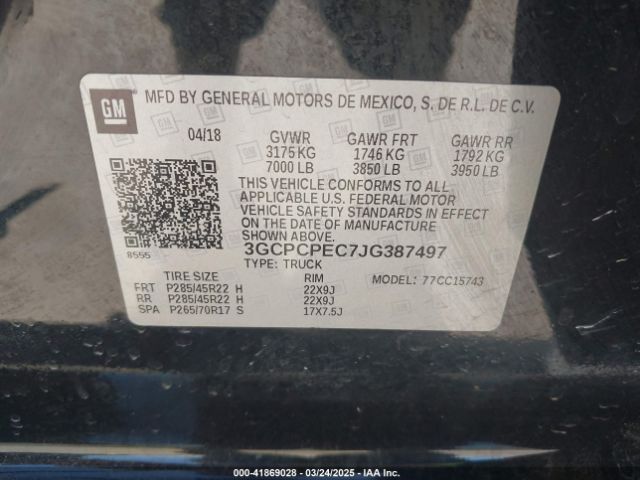 GM
MFD BY GENERAL MOTORS DE MEXICO, S. DE R.L. DE C.V.
04/18 GVWR GAWR FRT GAWR RR
3175 KG 1746 KG 1792 KG
7000 LB 3850 LB 3950 LB
THIS VEHICLE CONFORMS TO ALL
APPLICABLE U.S. FEDERAL MOTOR
VEHICLE SAFETY STANDARDS IN EFFECT
ON THE DATE OF MANUFACTURE
SHOWN ABOVE.
8555 3GCPCPEC7JG387497
TYPE: TRUCK
TIRE SIZE RIM MODEL: 77CC15743
FRT P285/45R22 H 22X9J
RR P285/45R22 H 22X9J
SPA P265/70R17 S 17X7.5J
0-41869028 - 03/24/2025 - IAA Inc.